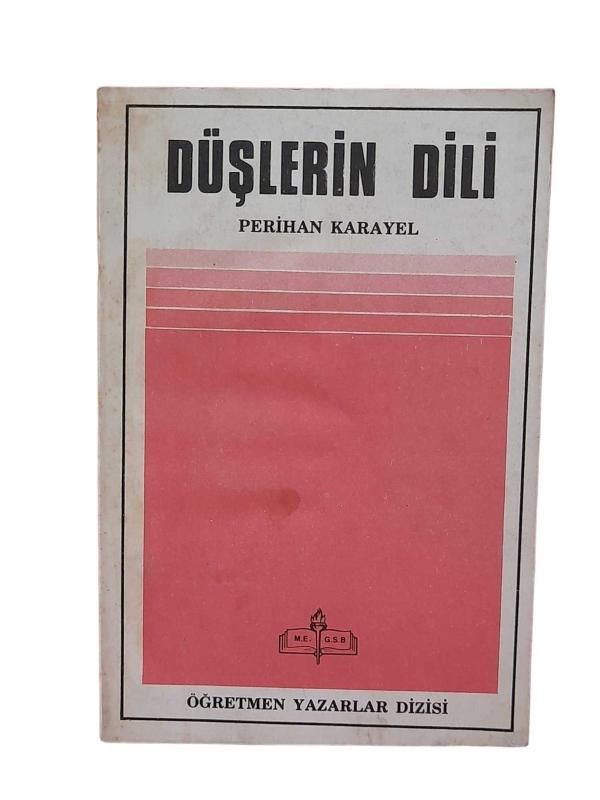 DÜŞLERİN DİLİ
PERİHAN KARAYEL
M.E. G.S.B
ÖĞRETMEN YAZARLAR DİZİSİ